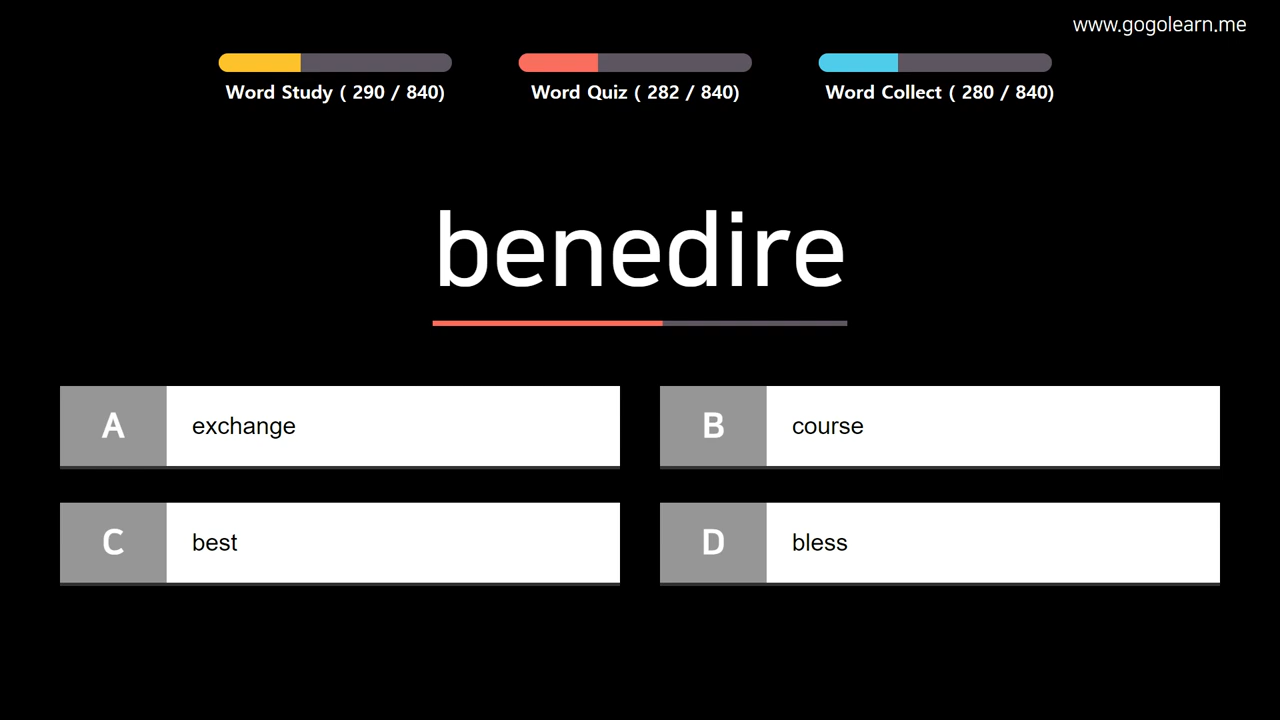 www.gogolearn.me
Word Study ( 290 / 840)
Word Quiz ( 282 / 840)
Word Collect ( 280 / 840)
benedire
A exchange
B course
C best
D bless